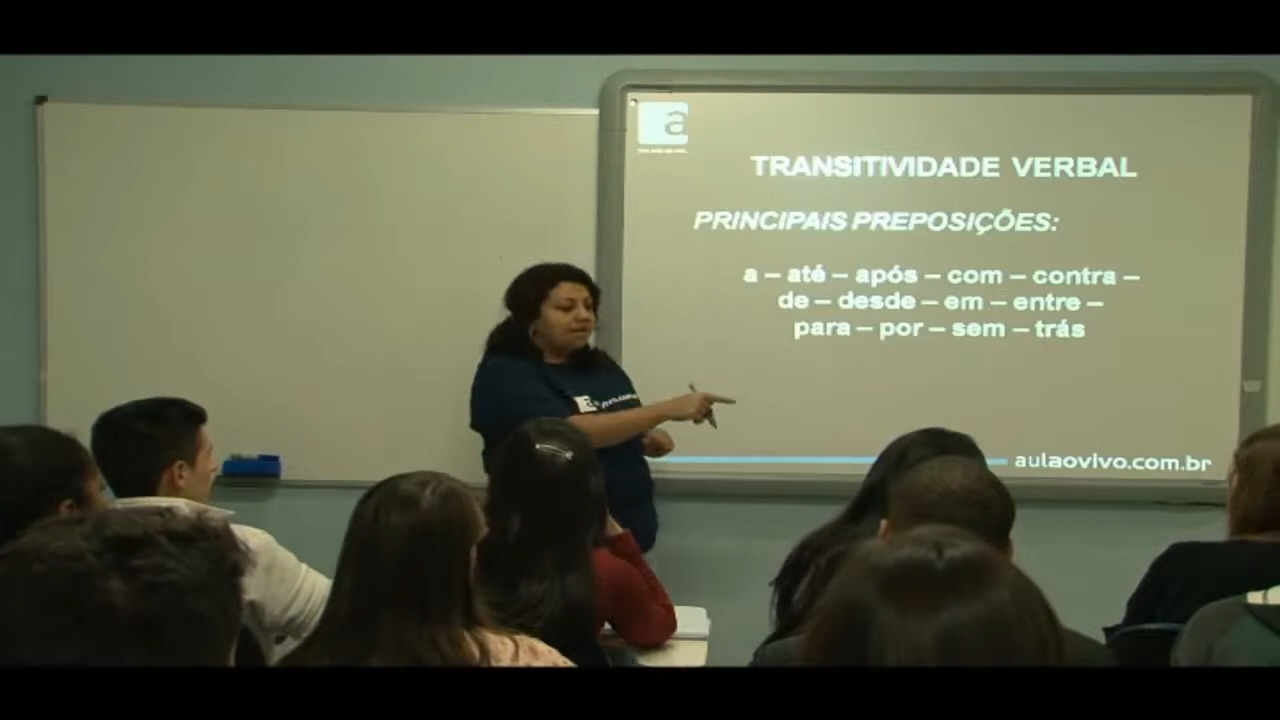 a
TRANSITIVIDADE VERBAL
PRINCIPAIS PREPOSIÇÕES:
a – até – após – com – contra –
de – desde – em – entre –
para – por – sem – trás
aulaovivo.com.br